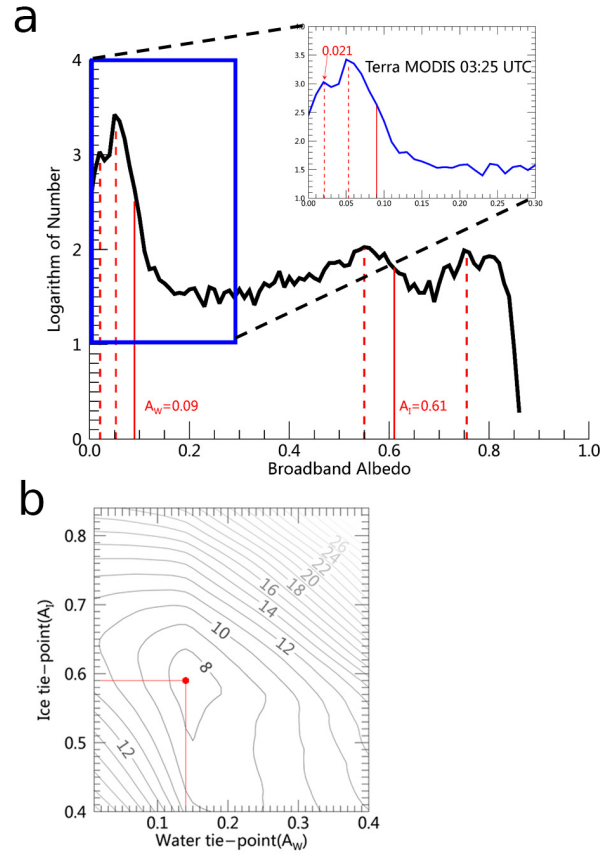 a
4.0
3.5
3.0
2.5
2.0
1.5
1.0
0.021
Terra MODIS 03:25 UTC
0.00 0.05 0.10 0.15 0.20 0.25 0.30
4
3
2
1
0
Logarithm of Number
A_W=0.09
A_I=0.61
0.0 0.2 0.4 0.6 0.8 1.0
Broadband Albedo
b
0.8
0.7
0.6
0.5
0.4
Ice tie−point(A_I)
26
24
22
20
18
16
14
12
10
8
12
0.1 0.2 0.3 0.4
Water tie−point(A_W)